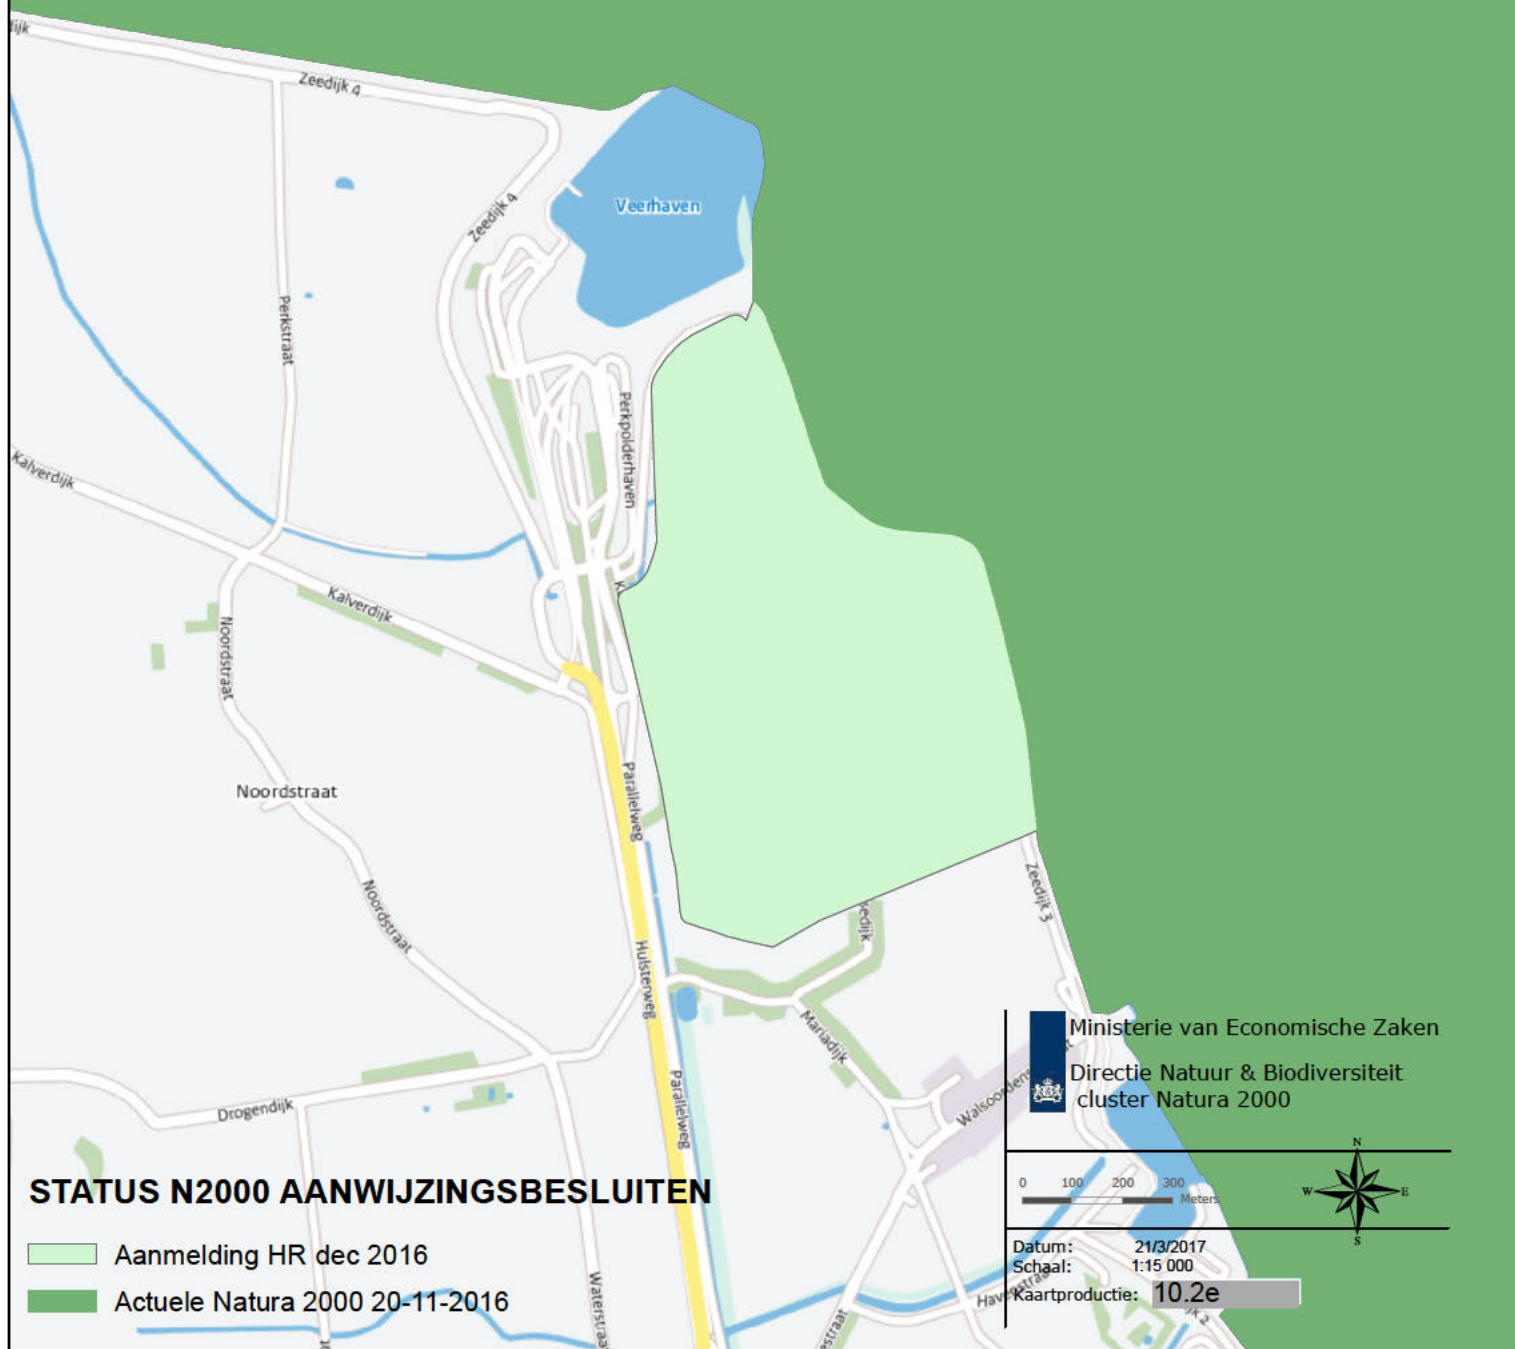 Zeedijk 4
Zeedijk 4
Veerhaven
Perkstraat
Perkpolderhaven
Kalverdijk
Kalverdijk
Noordstraat
Noordstraat
Parallelweg
Noordstraat
Zeedijk 3
Hulsterweg
Mariadijk
Parallelweg
Drogendijk
Ministerie van Economische Zaken
Directie Natuur & Biodiversiteit
cluster Natura 2000
N
W E
S
0 100 200 300
Meters
STATUS N2000 AANWIJZINGSBESLUITEN
Aanmelding HR dec 2016
Actuele Natura 2000 20-11-2016
Datum: 21/3/2017
Schaal: 1:15 000
Kaartproductie: 10.2e